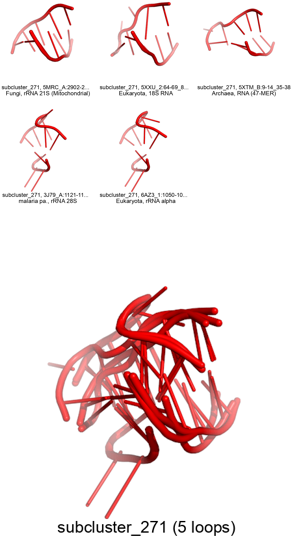 subcluster_271, 5MRC_A:2902-2...
Fungi, rRNA 21S (Mitochondrial)
subcluster_271, 5XXU_2:64-69_8...
Eukaryota, 18S RNA
subcluster_271, 5XTM_B:9-14_35-38
Archaea, RNA (47-MER)
subcluster_271, 3J79_A:1121-11...
malaria pa., rRNA 28S
subcluster_271, 6AZ3_1:1050-10...
Eukaryota, rRNA alpha
subcluster_271 (5 loops)